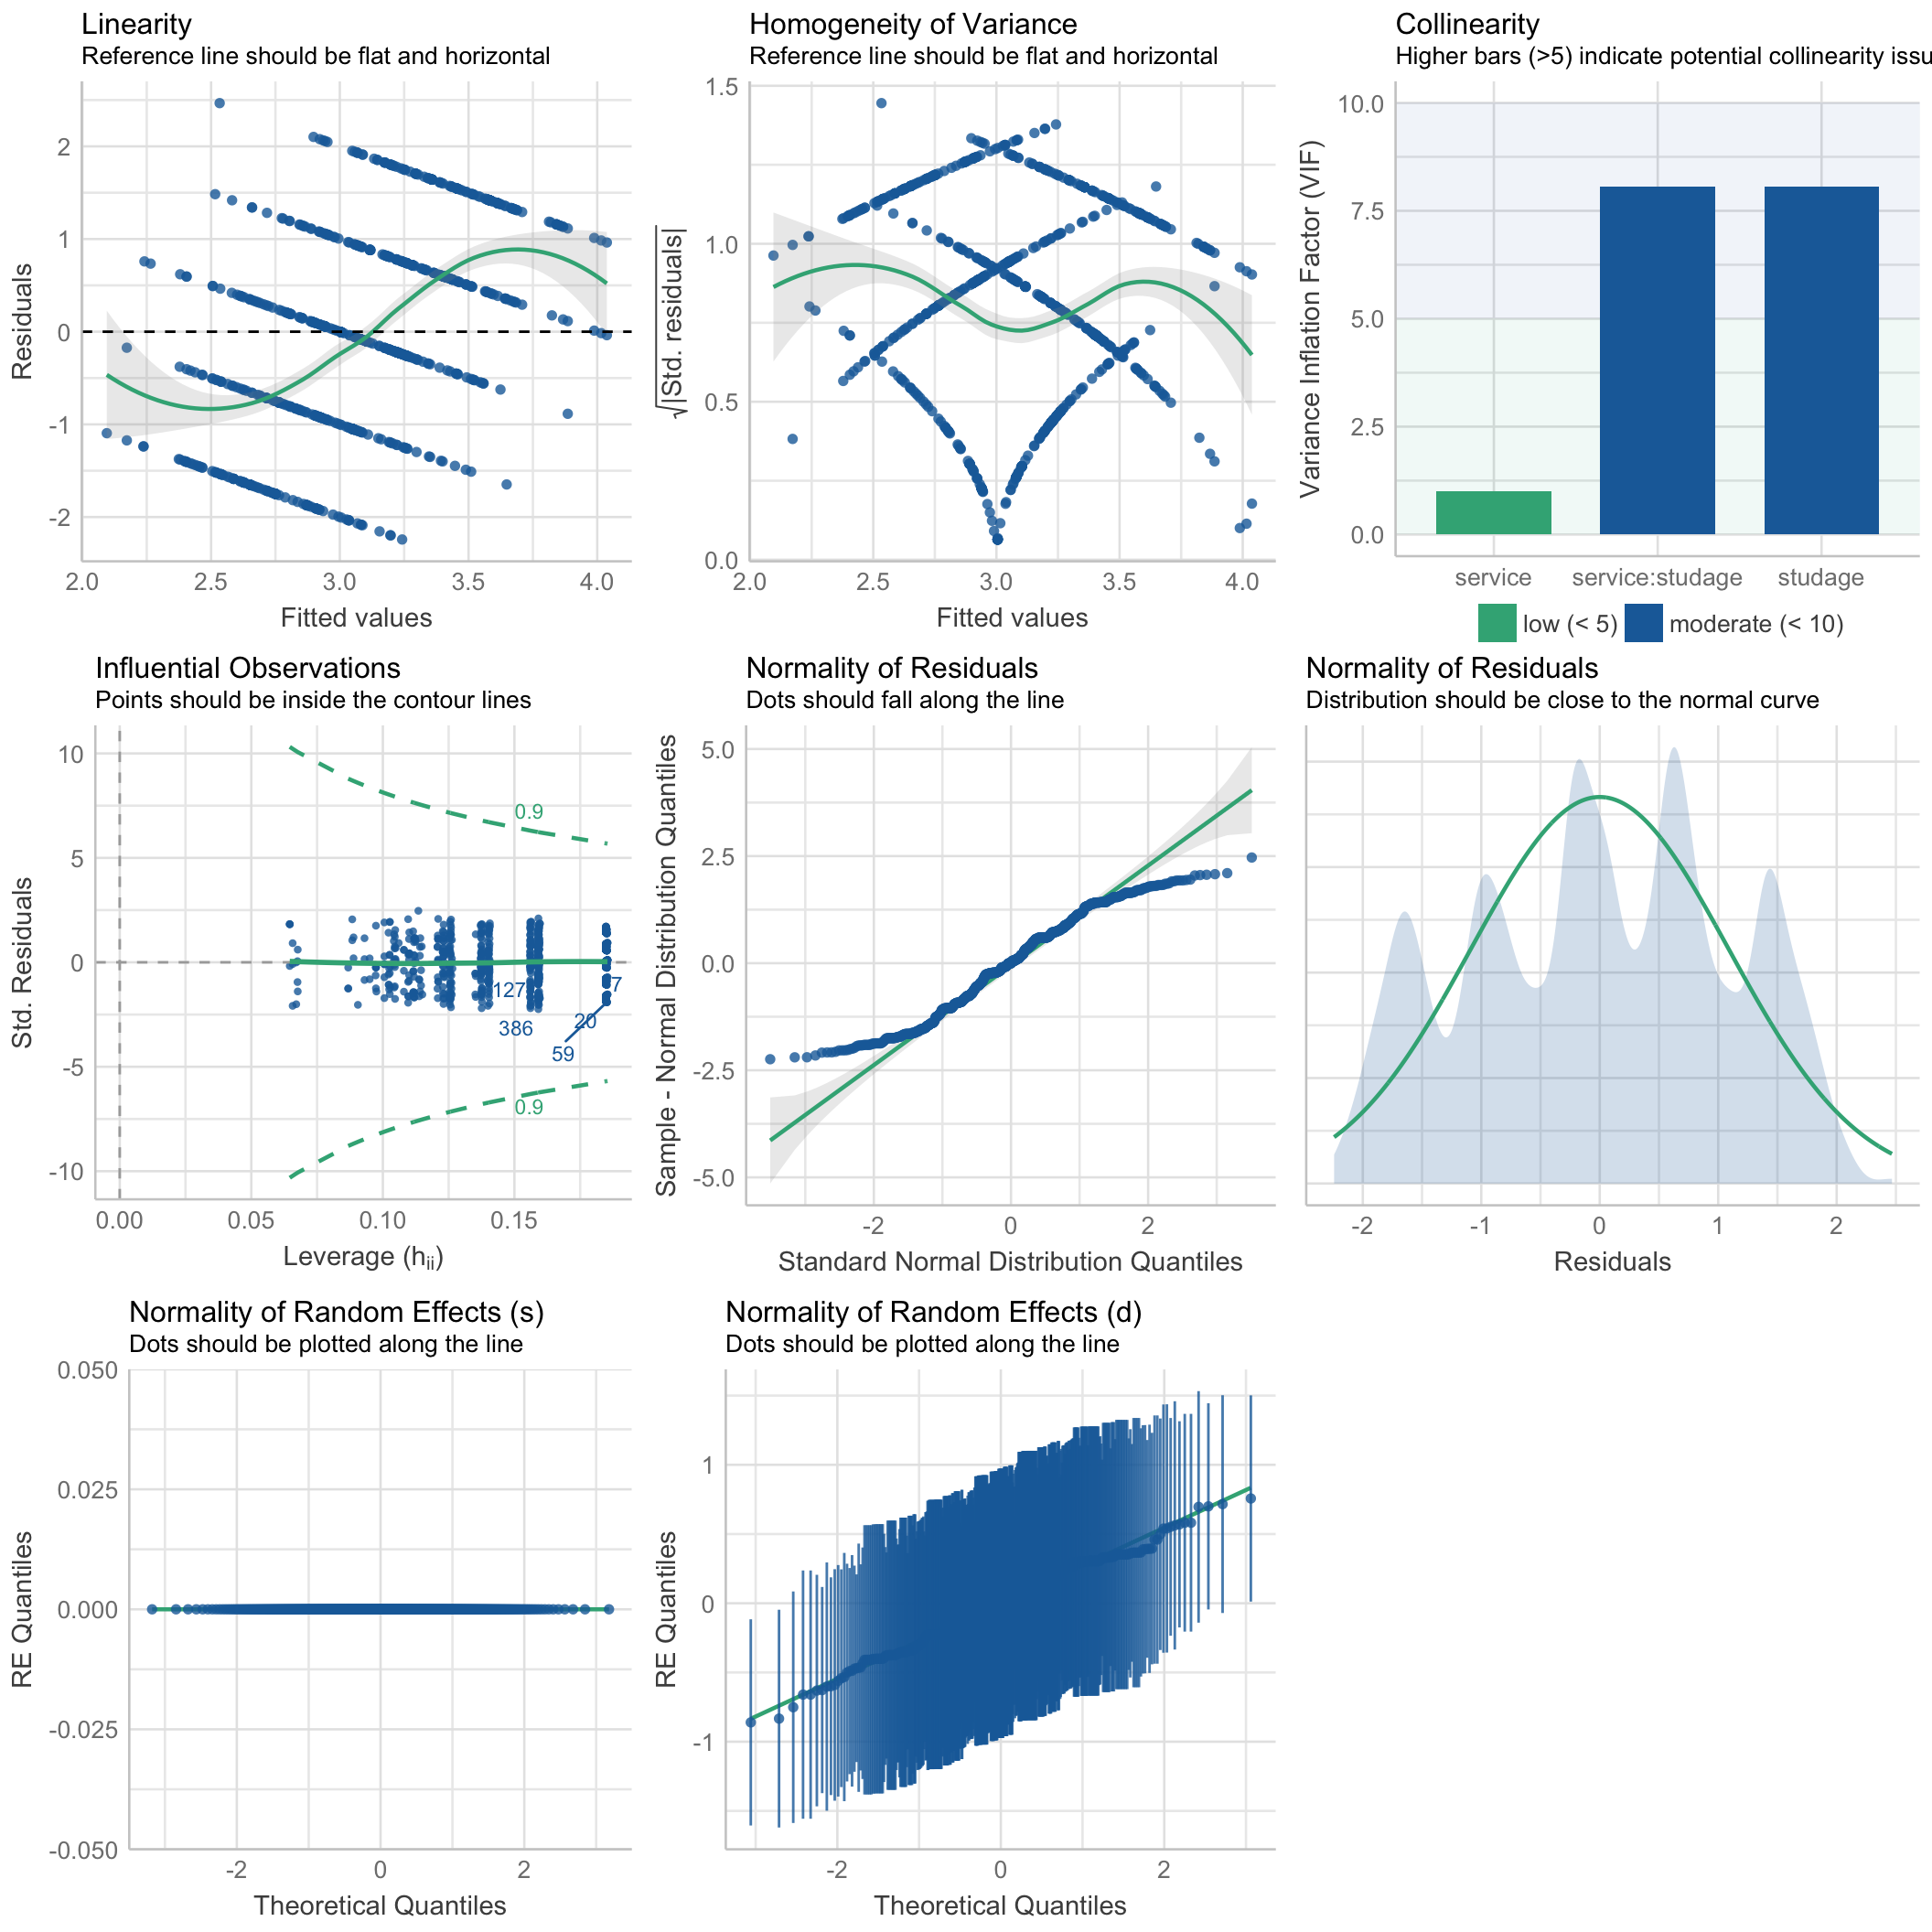 Linearity
Reference line should be flat and horizontal
Residuals
2
1
0
-1
-2
2.0 2.5 3.0 3.5 4.0
Fitted values
Homogeneity of Variance
Reference line should be flat and horizontal
√|Std. residuals|
1.5
1.0
0.5
0.0
2.0 2.5 3.0 3.5 4.0
Fitted values
Collinearity
Higher bars (>5) indicate potential collinearity issu
Variance Inflation Factor (VIF)
10.0
7.5
5.0
2.5
0.0
service service:studage studage
low (< 5) moderate (< 10)
Influential Observations
Points should be inside the contour lines
Std. Residuals
10
5
0
-5
-10
0.9
127
7
20
386
59
0.9
0.00 0.05 0.10 0.15
Leverage (hᵢᵢ)
Normality of Residuals
Dots should fall along the line
Sample - Normal Distribution Quantiles
5.0
2.5
0.0
-2.5
-5.0
-2 0 2
Standard Normal Distribution Quantiles
Normality of Residuals
Distribution should be close to the normal curve
-2 -1 0 1 2
Residuals
Normality of Random Effects (s)
Dots should be plotted along the line
RE Quantiles
0.050
0.025
0.000
-0.025
-0.050
-2 0 2
Theoretical Quantiles
Normality of Random Effects (d)
Dots should be plotted along the line
RE Quantiles
1
0
-1
-2 0 2
Theoretical Quantiles